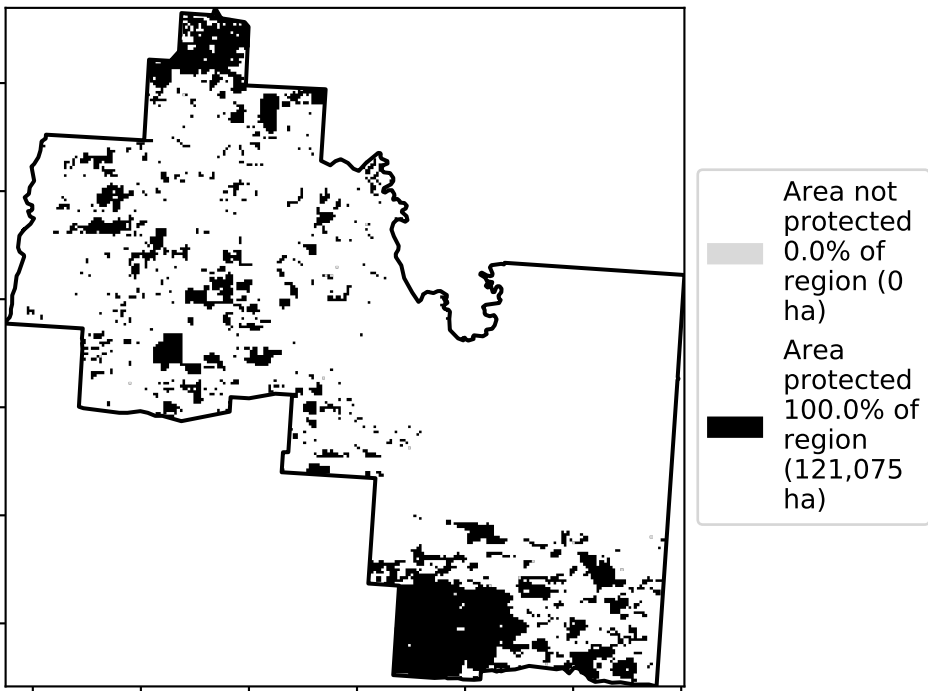 Area not
protected
0.0% of
region (0
ha)
Area
protected
100.0% of
region
(121,075
ha)